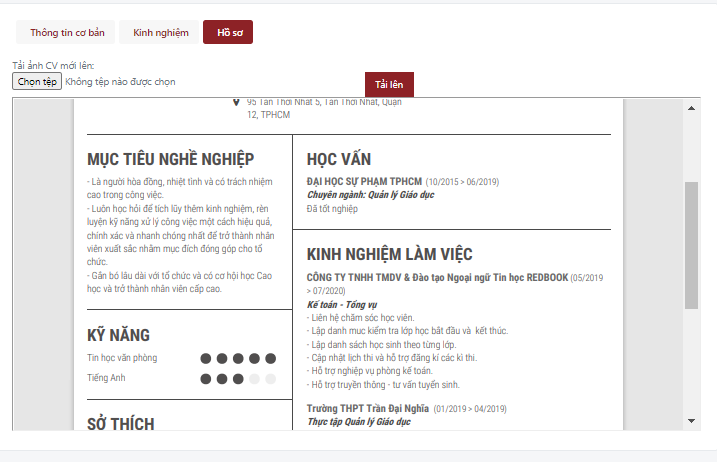 Thông tin cơ bản
Kinh nghiệm
Hồ sơ
Tải ảnh CV mới lên:
Chọn tệp Không tệp nào được chọn
Tải lên
95 Tân Thới Nhất 5, Tân Thới Nhất, Quận
12, TPHCM
MỤC TIÊU NGHỀ NGHIỆP
- Là người hòa đồng, nhiệt tình và có trách nhiệm
cao trong công việc.
- Luôn học hỏi để tích lũy thêm kinh nghiệm, rèn
luyện kỹ năng xử lý công việc một cách hiệu quả,
chính xác và nhanh chóng nhất để trở thành nhân
viên xuất sắc nhằm mục đích đóng góp cho tổ
chức.
- Gắn bó lâu dài với tổ chức và có cơ hội học Cao
học và trở thành nhân viên cấp cao.
KỸ NĂNG
Tin học văn phòng
Tiếng Anh
SỞ THÍCH
HỌC VẤN
ĐẠI HỌC SƯ PHẠM TPHCM (10/2015 > 06/2019)
Chuyên ngành: Quản lý Giáo dục
Đã tốt nghiệp
KINH NGHIỆM LÀM VIỆC
CÔNG TY TNHH TMDV & Đào tạo Ngoại ngữ Tin học REDBOOK (05/2019
> 07/2020)
Kế toán - Tổng vụ
- Liên hệ chăm sóc học viên.
- Lập danh mục kiểm tra lớp học bắt đầu và kết thúc.
- Lập danh sách học sinh theo từng lớp.
- Cập nhật lịch thi và hỗ trợ đăng kí các kì thi.
- Hỗ trợ nghiệp vụ phòng kế toán.
- Hỗ trợ truyền thông - tư vấn tuyển sinh.
Trường THPT Trần Đại Nghĩa (01/2019 > 04/2019)
Thực tập Quản lý Giáo dục